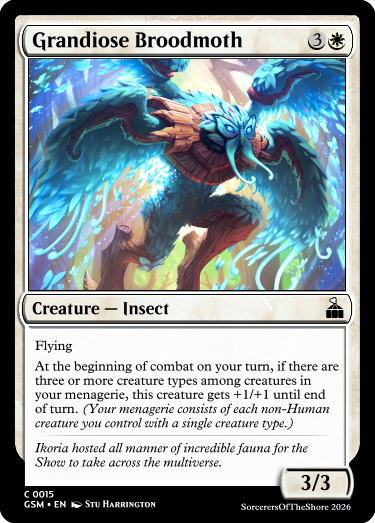 Grandiose Broodmoth 3
Creature — Insect
Flying
At the beginning of combat on your turn, if there are
three or more creature types among creatures in
your menagerie, this creature gets +1/+1 until end
of turn. (Your menagerie consists of each non-Human
creature you control with a single creature type.)
Ikoria hosted all manner of incredible fauna for the
Show to take across the multiverse.
3/3
C 0015
GSM • EN Stu Harrington
SorcerersOfTheShore 2026